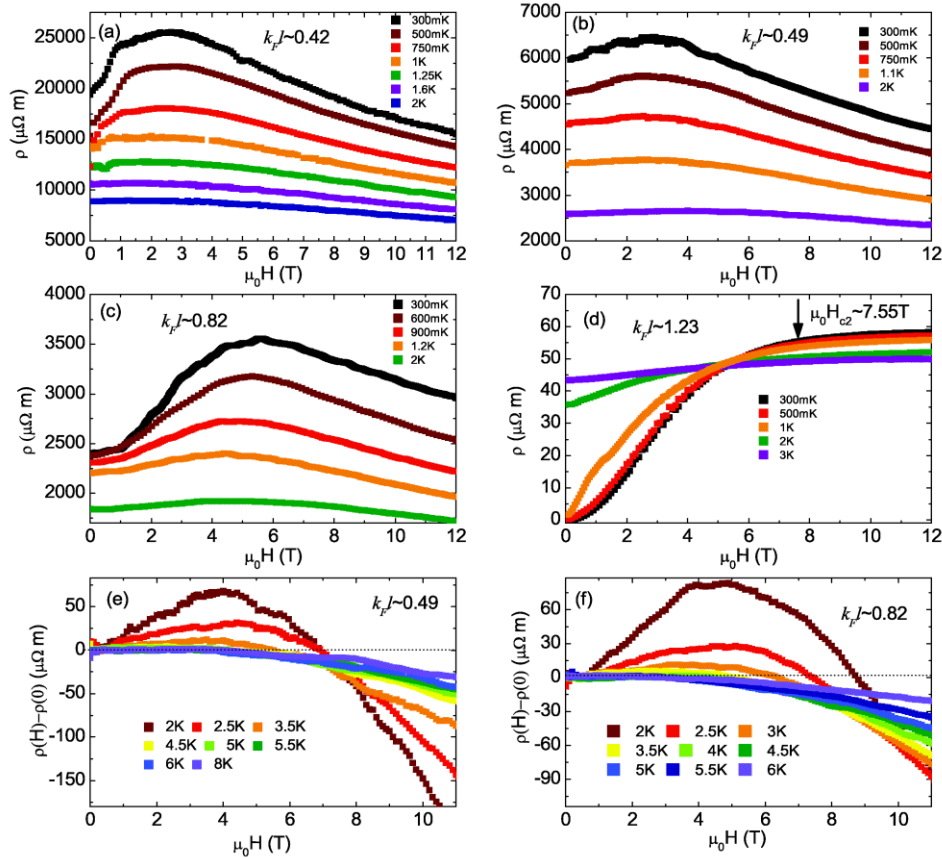 (a)
k_Fl~0.42
300mK
500mK
750mK
1K
1.25K
1.6K
2K
25000
20000
15000
10000
5000
ρ (μΩ m)
0 1 2 3 4 5 6 7 8 9 10 11 12
μ₀H (T)
(b)
k_Fl~0.49
300mK
500mK
750mK
1.1K
2K
7000
6000
5000
4000
3000
2000
ρ (μΩ m)
0 2 4 6 8 10 12
μ₀H (T)
(c)
k_Fl~0.82
300mK
600mK
900mK
1.2K
2K
4000
3500
3000
2500
2000
ρ (μΩ m)
0 2 4 6 8 10 12
μ₀H (T)
(d)
k_Fl~1.23
μ₀H_c2~7.55T
300mK
500mK
1K
2K
3K
70
60
50
40
30
20
10
0
ρ (μΩ m)
0 2 4 6 8 10 12
μ₀H (T)
(e)
k_Fl~0.49
50
0
-50
-100
-150
ρ(H)−ρ(0) (μΩ m)
2K 2.5K 3.5K
4.5K 5K 5.5K
6K 8K
0 2 4 6 8 10
μ₀H (T)
(f)
k_Fl~0.82
60
30
0
-30
-60
-90
ρ(H)−ρ(0) (μΩ m)
2K 2.5K 3K
3.5K 4K 4.5K
5K 5.5K 6K
0 2 4 6 8 10
μ₀H (T)